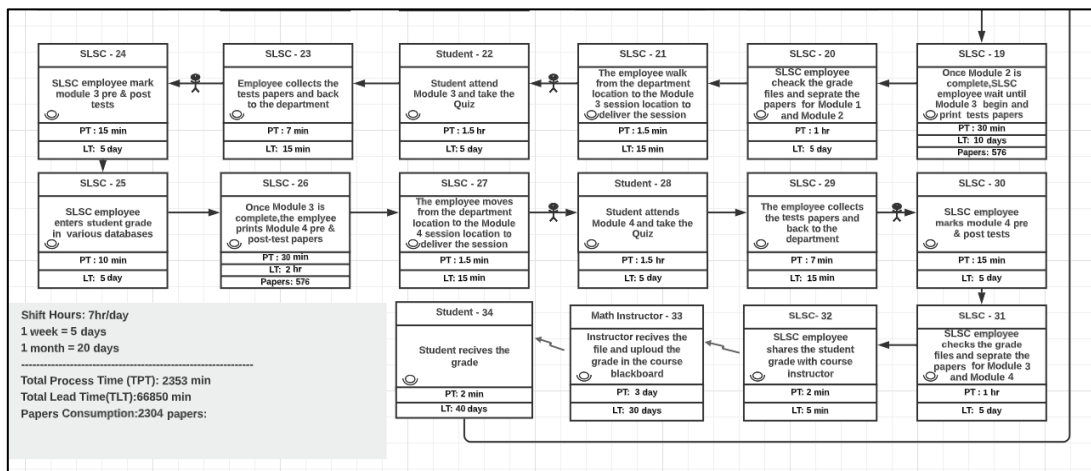 SLSC - 24
SLSC employee mark
module 3 pre & post
tests
PT : 15 min
LT: 5 day
SLSC - 23
Employee collects the
tests papers and back
to the department
PT : 7 min
LT: 15 min
Student - 22
Student attend
Module 3 and take the
Quiz
PT : 1.5 hr
LT: 5 day
SLSC - 21
The employee walk
from the department
location to the Module
3 session location to
deliver the session
PT : 1.5 min
LT: 15 min
SLSC - 20
SLSC employee
cheack the grade
files and seprate the
papers for Module 1
and Module 2
PT : 1 hr
LT: 5 day
SLSC - 19
Once Module 2 is
complete,SLSC
employee wait until
Module 3 begin and
print tests papers
PT : 30 min
LT: 10 days
Papers: 576
SLSC - 25
SLSC employee
enters student grade
in various databases
PT : 10 min
LT: 5 day
SLSC - 26
Once Module 3 is
complete,the emplyee
prints Module 4 pre &
post-test papers
PT : 30 min
LT: 2 hr
Papers: 576
SLSC - 27
The employee moves
from the department
location to the Module
4 session location to
deliver the session
PT : 1.5 min
LT: 15 min
Student - 28
Student attends
Module 4 and take the
Quiz
PT : 1.5 hr
LT: 5 day
SLSC - 29
The employee collects
the tests papers and
back to the
department
PT : 7 min
LT: 15 min
SLSC - 30
SLSC employee
marks module 4 pre
& post tests
PT : 15 min
LT: 5 day
Shift Hours: 7hr/day
1 week = 5 days
1 month = 20 days
--------------------------------------------------
Total Process Time (TPT): 2353 min
Total Lead Time(TLT):66850 min
Papers Consumption:2304 papers:
Student - 34
Student recives the
grade
PT: 2 min
LT: 40 days
Math Instructor - 33
Instructor recives the
file and uploud the
grade in the course
blackboard
PT: 3 day
LT: 30 days
SLSC- 32
SLSC employee
shares the student
grade with course
instructor
PT : 2 min
LT: 5 min
SLSC - 31
SLSC employee
checks the grade
files and seprate the
papers for Module 3
and Module 4
PT : 1 hr
LT: 5 day